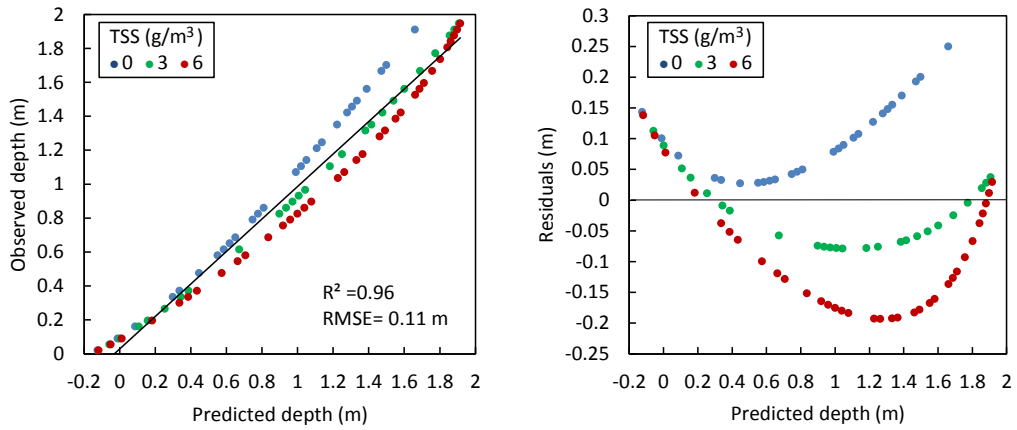 TSS (g/m³)
0 3 6
Observed depth (m)
2
1.8
1.6
1.4
1.2
1
0.8
0.6
0.4
0.2
0
R² =0.96
RMSE= 0.11 m
-0.2 0 0.2 0.4 0.6 0.8 1 1.2 1.4 1.6 1.8 2
Predicted depth (m)
TSS (g/m³)
0 3 6
Residuals (m)
0.3
0.25
0.2
0.15
0.1
0.05
0
-0.05
-0.1
-0.15
-0.2
-0.25
-0.2 0 0.2 0.4 0.6 0.8 1 1.2 1.4 1.6 1.8 2
Predicted depth (m)